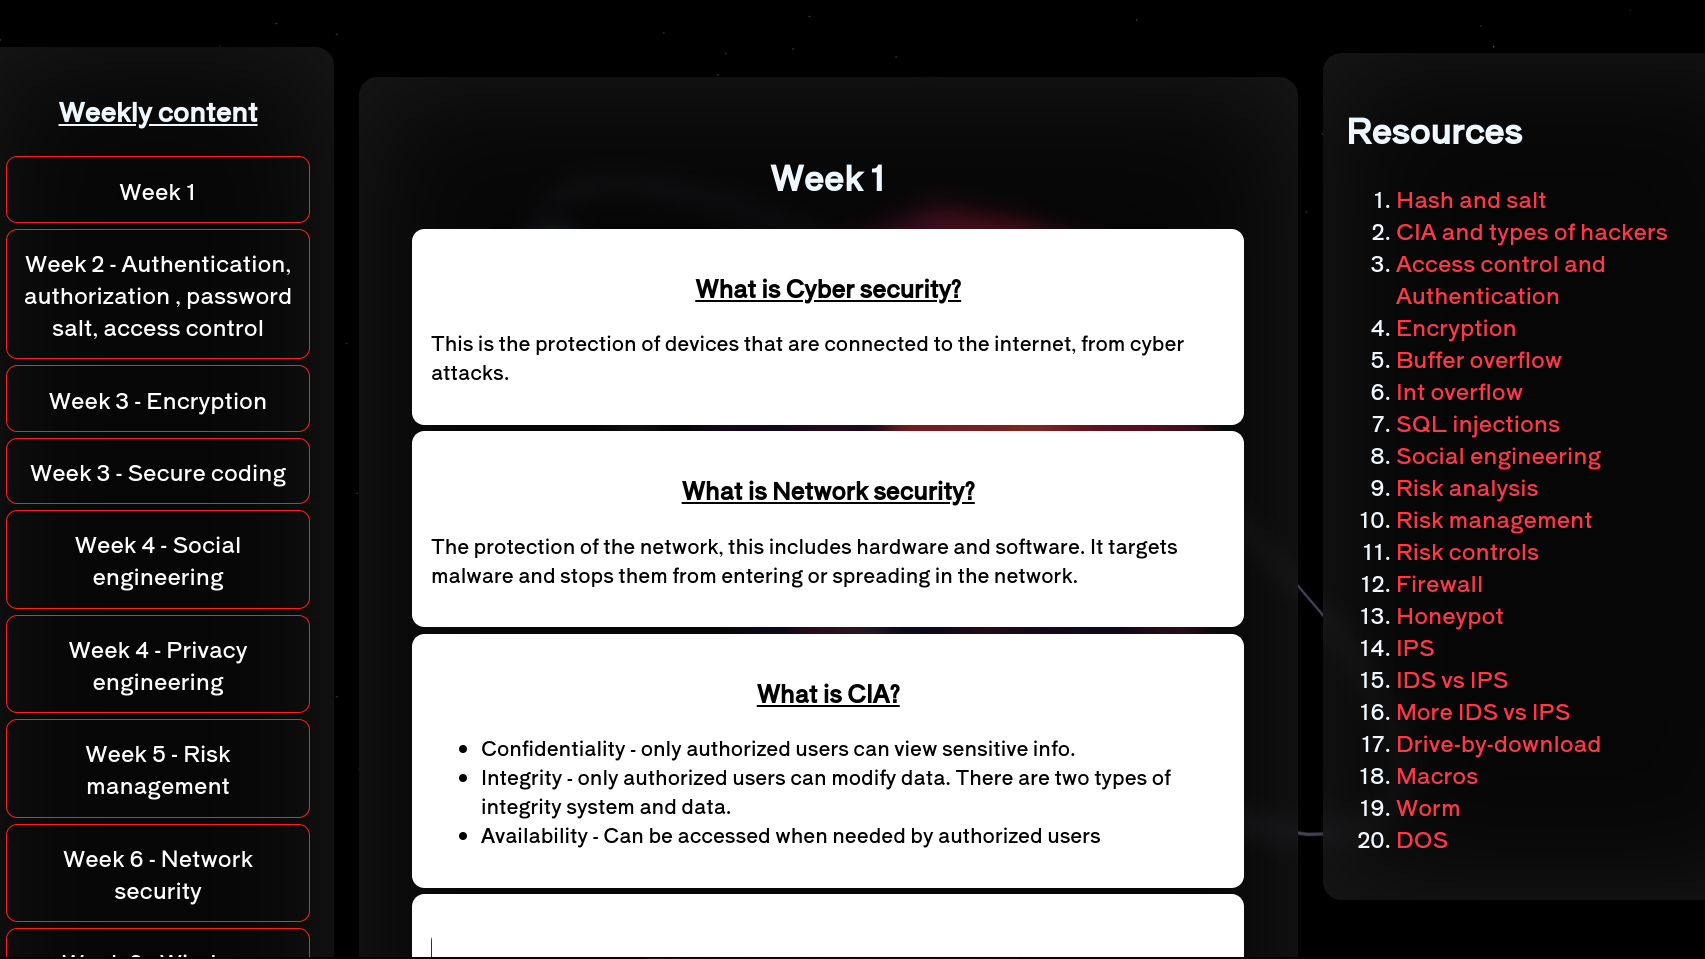 Weekly content
Week 1
Week 2 - Authentication,
authorization , password
salt, access control
Week 3 - Encryption
Week 3 - Secure coding
Week 4 - Social
engineering
Week 4 - Privacy
engineering
Week 5 - Risk
management
Week 6 - Network
security
Week 1
What is Cyber security?
This is the protection of devices that are connected to the internet, from cyber
attacks.
What is Network security?
The protection of the network, this includes hardware and software. It targets
malware and stops them from entering or spreading in the network.
What is CIA?
• Confidentiality - only authorized users can view sensitive info.
• Integrity - only authorized users can modify data. There are two types of
integrity system and data.
• Availability - Can be accessed when needed by authorized users
Resources
1. Hash and salt
2. CIA and types of hackers
3. Access control and
Authentication
4. Encryption
5. Buffer overflow
6. Int overflow
7. SQL injections
8. Social engineering
9. Risk analysis
10. Risk management
11. Risk controls
12. Firewall
13. Honeypot
14. IPS
15. IDS vs IPS
16. More IDS vs IPS
17. Drive-by-download
18. Macros
19. Worm
20. DOS